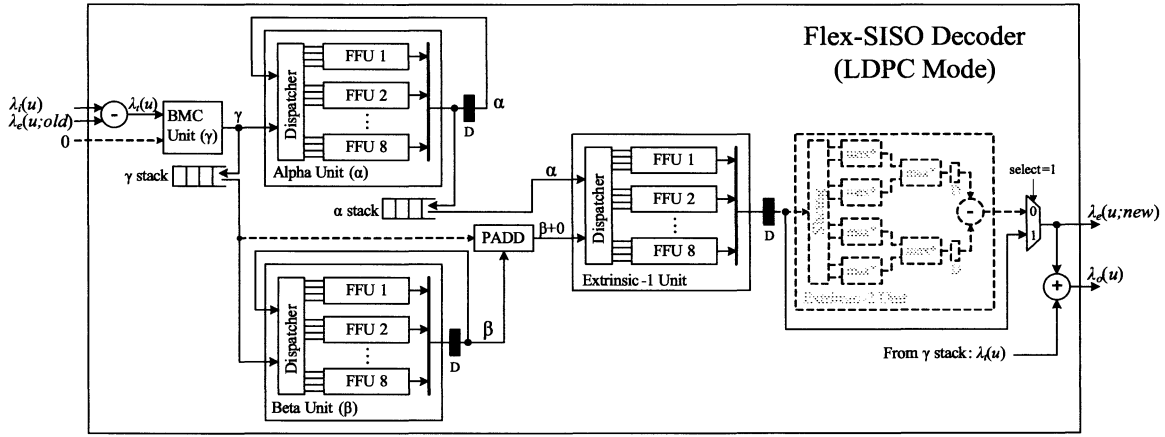 Flex-SISO Decoder
(LDPC Mode)
λi(u)
λe(u;old)
0
-
λt(u)
BMC
Unit (γ)
γ
γ stack
Dispatcher
FFU 1
FFU 2
FFU 8
Alpha Unit (α)
D
α
α stack
α
PADD
β+0
Dispatcher
FFU 1
FFU 2
FFU 8
Beta Unit (β)
D
β
Dispatcher
FFU 1
FFU 2
FFU 8
Extrinsic-1 Unit
D
-
select=1
0
1
λe(u;new)
+
λo(u)
From γ stack: λt(u)